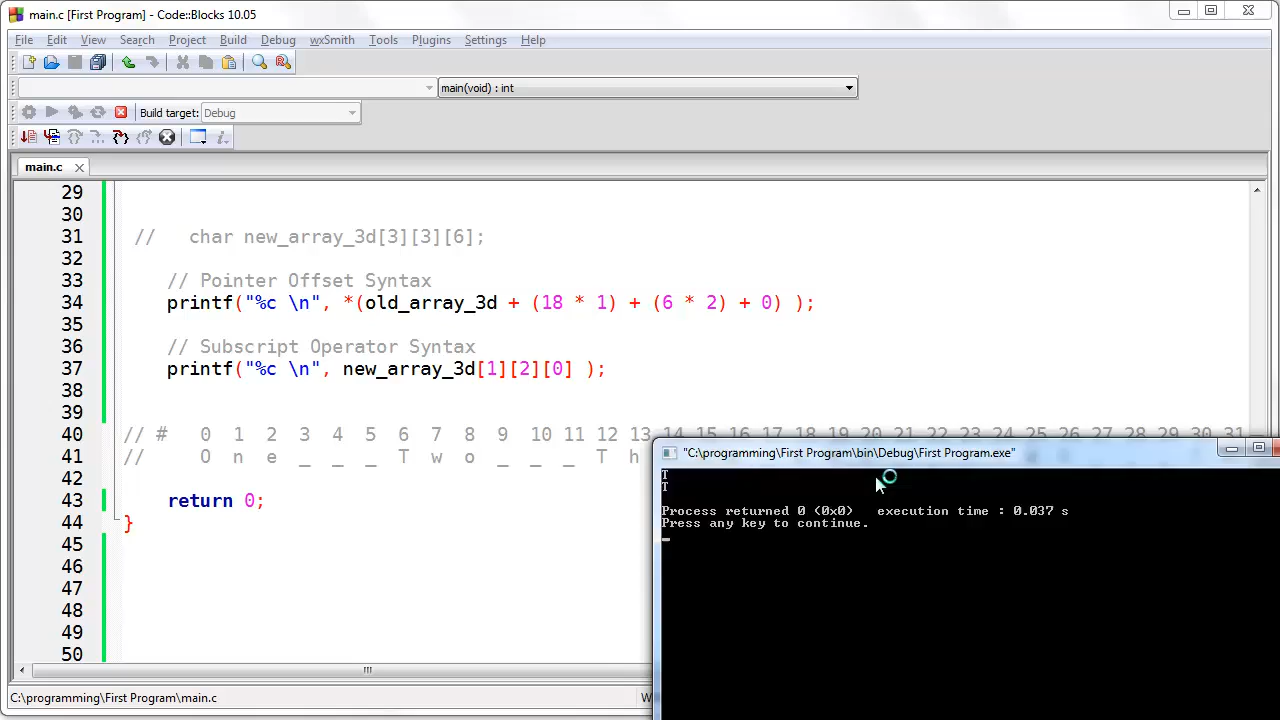 main.c [First Program] - Code::Blocks 10.05
File Edit View Search Project Build Debug wxSmith Tools Plugins Settings Help
main(void) : int
Build target: Debug
main.c
29
30
31 // char new_array_3d[3][3][6];
32
33 // Pointer Offset Syntax
34 printf("%c \n", *(old_array_3d + (18 * 1) + (6 * 2) + 0) );
35
36 // Subscript Operator Syntax
37 printf("%c \n", new_array_3d[1][2][0] );
38
39
40 // # 0 1 2 3 4 5 6 7 8 9 10 11 12 13 14 15 16 17 18 19 20 21 22 23 24 25 26 27 28 29 30 31
41 // O n e _ _ _ T w o _ _ _ T h
42
43 return 0;
44 }
45
46
47
48
49
50
"C:\programming\First Program\bin\Debug\First Program.exe"
T
T
Process returned 0 (0x0) execution time : 0.037 s
Press any key to continue.
C:\programming\First Program\main.c W